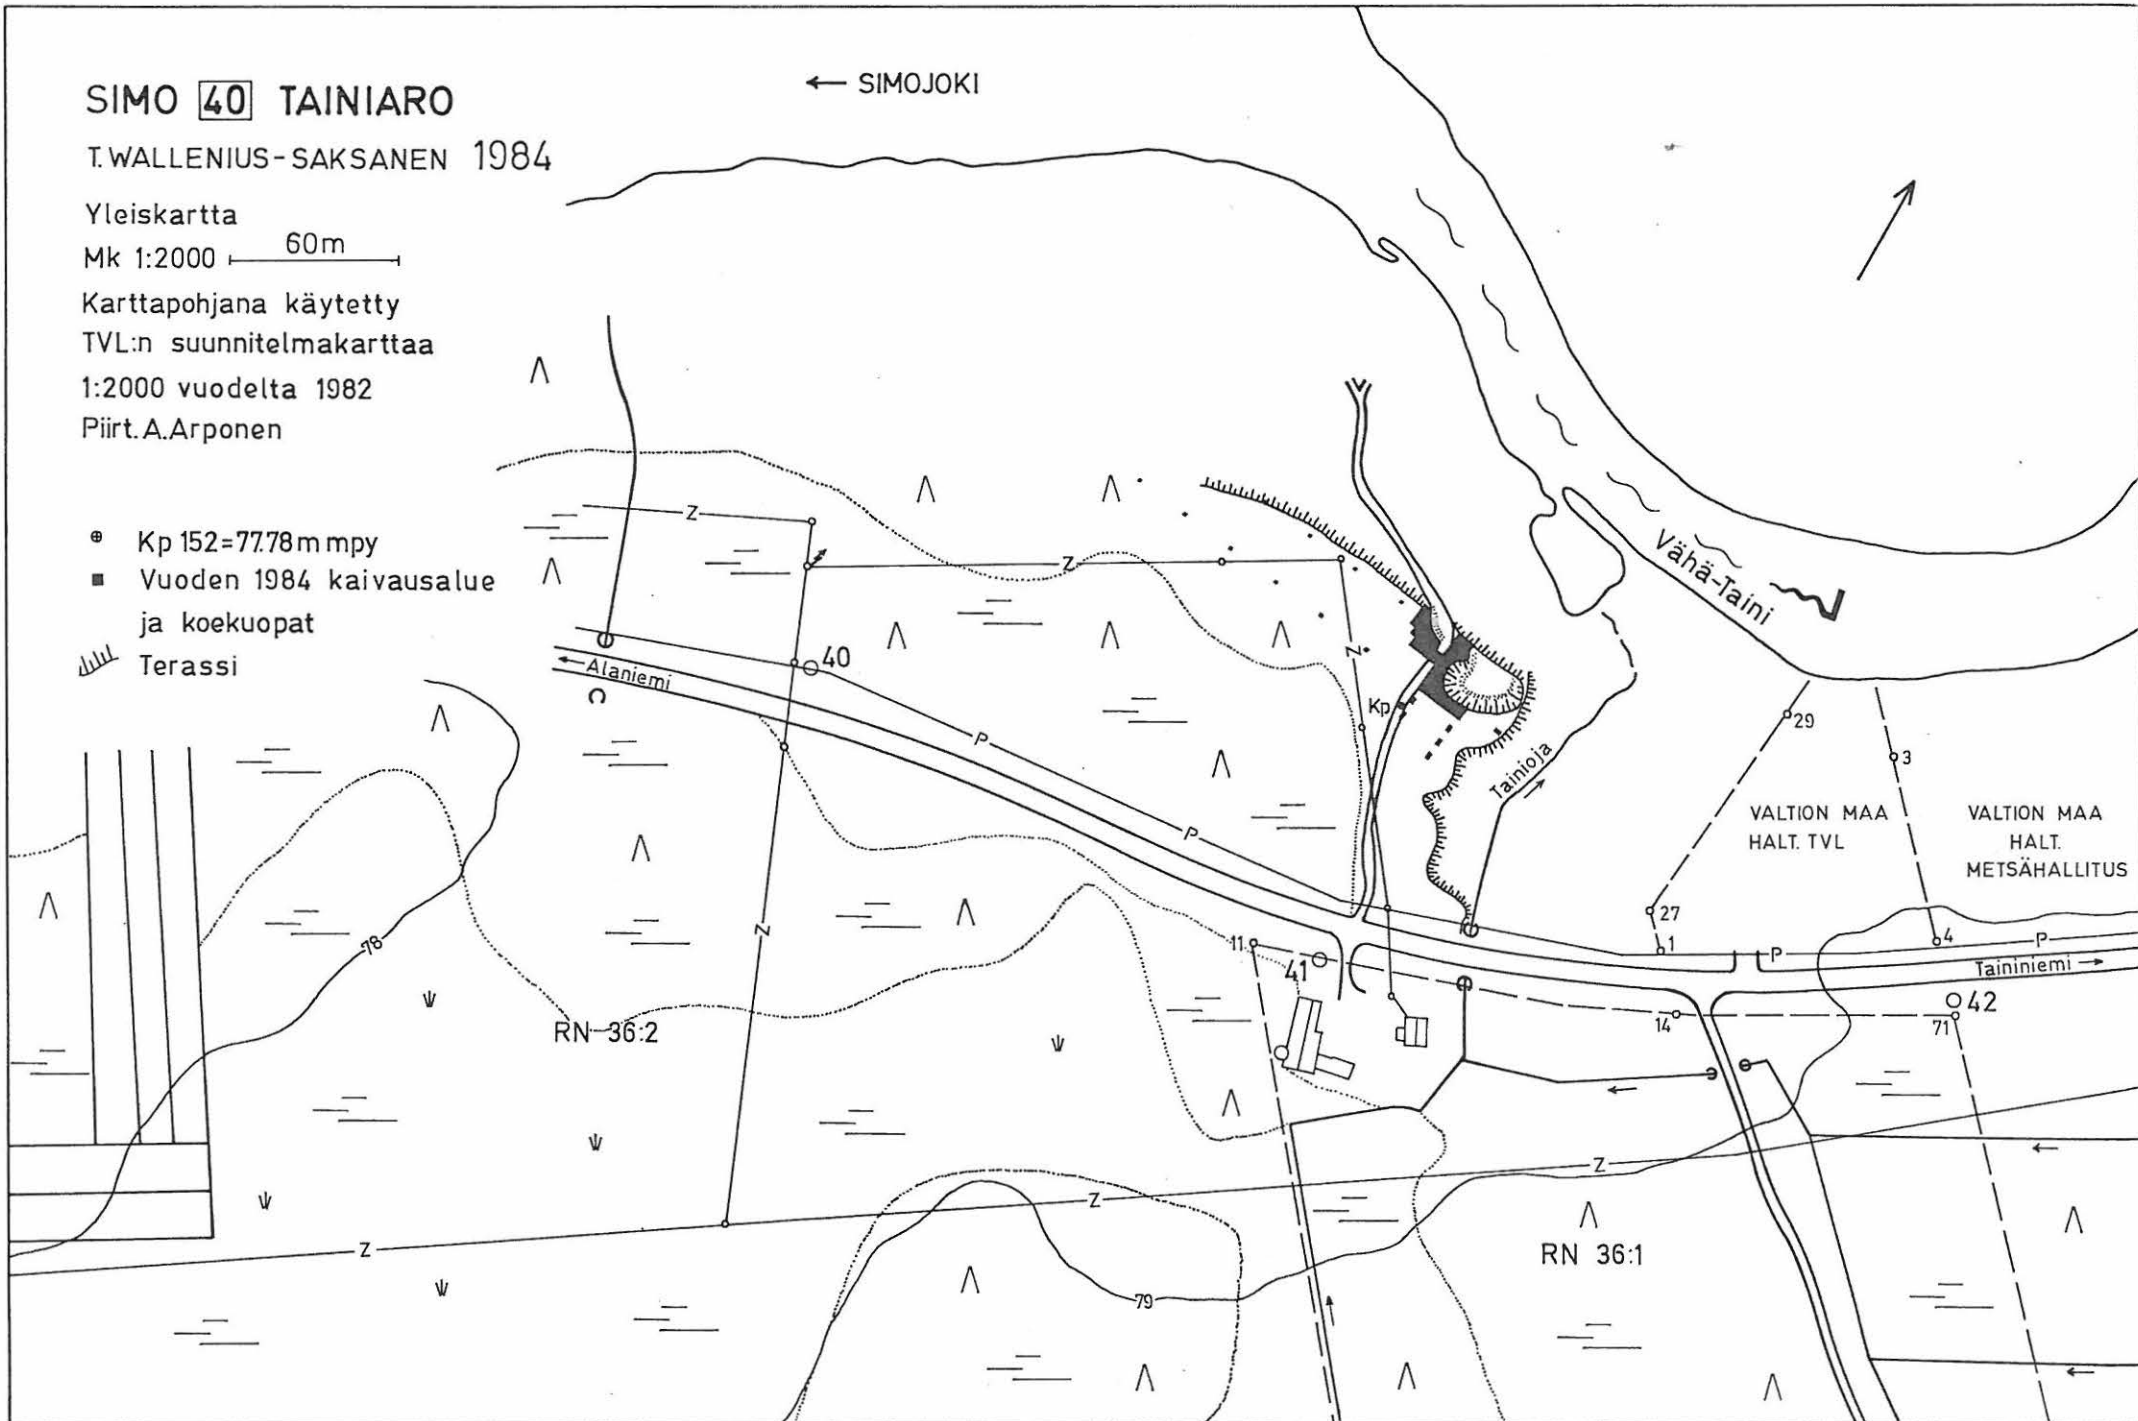 SIMO 40 TAINIARO
T. WALLENIUS-SAKSANEN 1984
Yleiskartta
Mk 1:2000 60m
Karttapohjana käytetty
TVL:n suunnitelmakarttaa
1:2000 vuodelta 1982
Piirt. A. Arponen
Kp 152=77.78 m mpy
Vuoden 1984 kaivausalue
ja koekuopat
Terassi
← SIMOJOKI
Vähä-Taini
Z
Z
Z
40
← Alaniemi
Kp
29
3
P
Tainioja
VALTION MAA
HALT. TVL
VALTION MAA
HALT.
METSÄHALLITUS
P
27
1
4
P
P
Taininiemi →
78
Z
11
41
14
42
71
RN 36:2
Z
Z
Z
RN 36:1
79